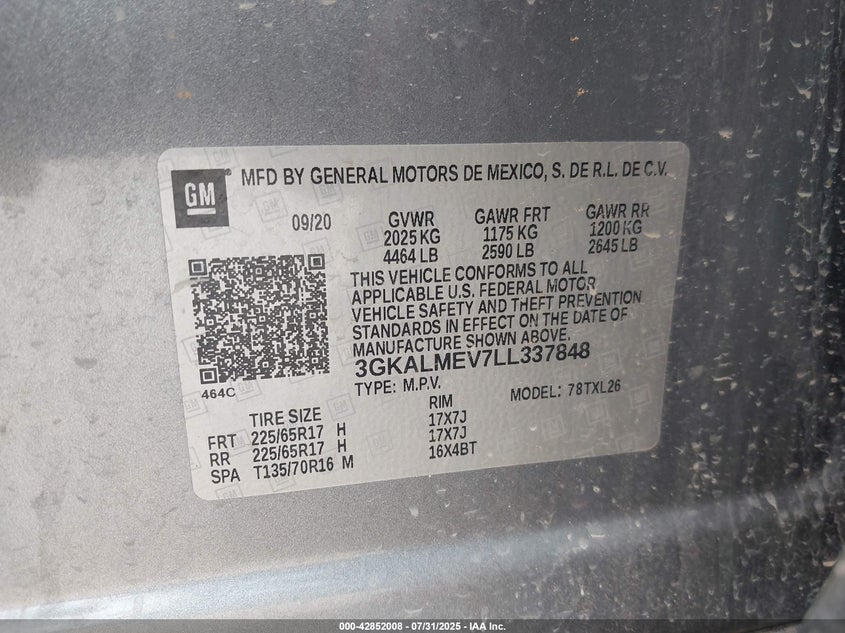 GM
MFD BY GENERAL MOTORS DE MEXICO, S. DE R.L. DE C.V.
09/20 GVWR GAWR FRT GAWR RR
2025 KG 1175 KG 1200 KG
4464 LB 2590 LB 2645 LB
THIS VEHICLE CONFORMS TO ALL
APPLICABLE U.S. FEDERAL MOTOR
VEHICLE SAFETY AND THEFT PREVENTION
STANDARDS IN EFFECT ON THE DATE OF
MANUFACTURE SHOWN ABOVE.
3GKALMEV7LL337848
464C
TYPE: M.P.V. MODEL: 78TXL26
TIRE SIZE RIM
FRT 225/65R17 H 17X7J
RR 225/65R17 H 17X7J
SPA T135/70R16 M 16X4BT
000-42852008 - 07/31/2025 - IAA Inc.